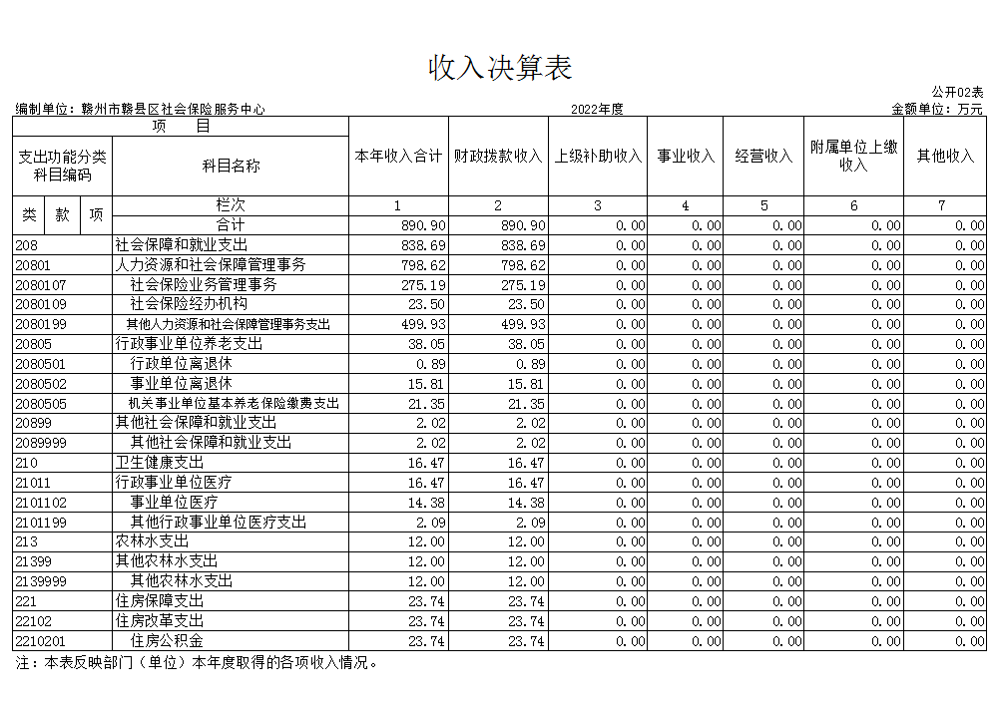 收入决算表
公开02表
编制单位：赣州市赣县区社会保险服务中心 2022年度 金额单位：万元
项 目 本年收入合计 财政拨款收入 上级补助收入 事业收入 经营收入 附属单位上缴收入 其他收入
支出功能分类科目编码 科目名称
类 款 项 栏次 1 2 3 4 5 6 7
合计 890.90 890.90 0.00 0.00 0.00 0.00 0.00
208 社会保障和就业支出 838.69 838.69 0.00 0.00 0.00 0.00 0.00
20801 人力资源和社会保障管理事务 798.62 798.62 0.00 0.00 0.00 0.00 0.00
2080107 社会保险业务管理事务 275.19 275.19 0.00 0.00 0.00 0.00 0.00
2080109 社会保险经办机构 23.50 23.50 0.00 0.00 0.00 0.00 0.00
2080199 其他人力资源和社会保障管理事务支出 499.93 499.93 0.00 0.00 0.00 0.00 0.00
20805 行政事业单位养老支出 38.05 38.05 0.00 0.00 0.00 0.00 0.00
2080501 行政单位离退休 0.89 0.89 0.00 0.00 0.00 0.00 0.00
2080502 事业单位离退休 15.81 15.81 0.00 0.00 0.00 0.00 0.00
2080505 机关事业单位基本养老保险缴费支出 21.35 21.35 0.00 0.00 0.00 0.00 0.00
20899 其他社会保障和就业支出 2.02 2.02 0.00 0.00 0.00 0.00 0.00
2089999 其他社会保障和就业支出 2.02 2.02 0.00 0.00 0.00 0.00 0.00
210 卫生健康支出 16.47 16.47 0.00 0.00 0.00 0.00 0.00
21011 行政事业单位医疗 16.47 16.47 0.00 0.00 0.00 0.00 0.00
2101102 事业单位医疗 14.38 14.38 0.00 0.00 0.00 0.00 0.00
2101199 其他行政事业单位医疗支出 2.09 2.09 0.00 0.00 0.00 0.00 0.00
213 农林水支出 12.00 12.00 0.00 0.00 0.00 0.00 0.00
21399 其他农林水支出 12.00 12.00 0.00 0.00 0.00 0.00 0.00
2139999 其他农林水支出 12.00 12.00 0.00 0.00 0.00 0.00 0.00
221 住房保障支出 23.74 23.74 0.00 0.00 0.00 0.00 0.00
22102 住房改革支出 23.74 23.74 0.00 0.00 0.00 0.00 0.00
2210201 住房公积金 23.74 23.74 0.00 0.00 0.00 0.00 0.00
注：本表反映部门（单位）本年度取得的各项收入情况。